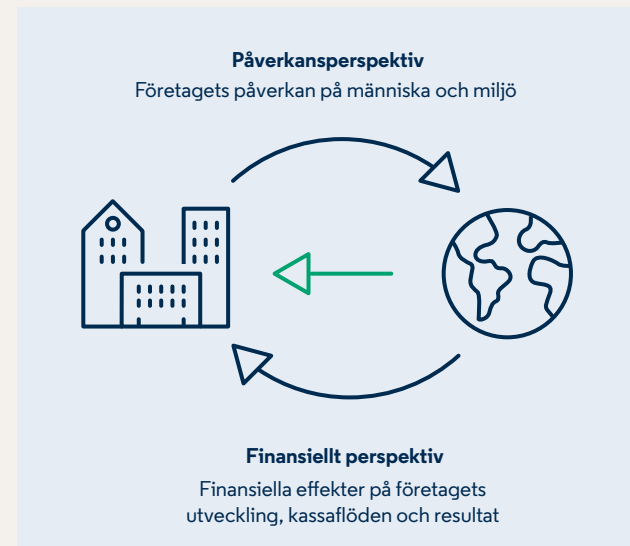 Påverkansperspektiv
Företagets påverkan på människa och miljö
Finansiellt perspektiv
Finansiella effekter på företagets
utveckling, kassaflöden och resultat